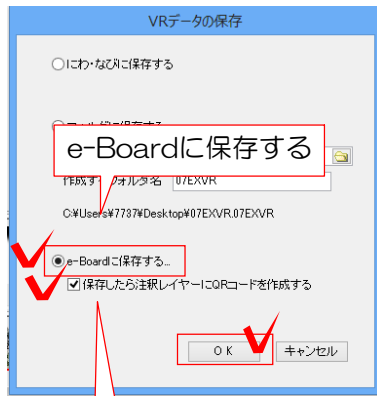 VRデータの保存
にわ・なびに保存する
e-Boardに保存する
作成す
フォルダ名 07EXVR
C:¥Users¥7737¥Desktop¥07EXVR.07EXVR
e-Boardに保存する...
保存したら注釈レイヤーにQRコードを作成する
OK キャンセル